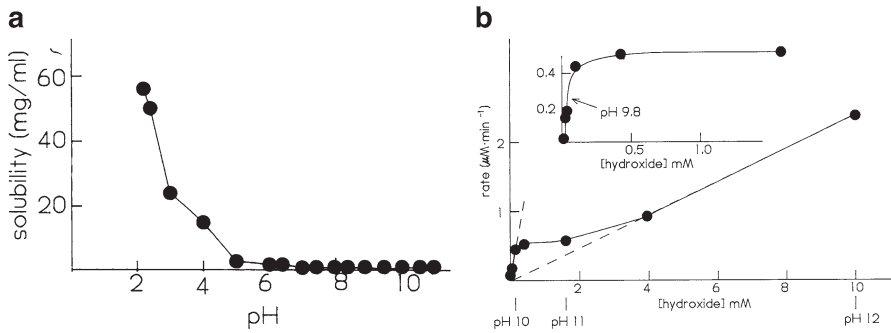 a
solubility (mg/ml)
60
40
20
2
4
6
8
10
pH
b
rate (µM·min⁻¹)
2
1
0.4
0.2
pH 9.8
0.5
1.0
[hydroxide] mM
2
4
6
8
10
[hydroxide] mM
pH 10
pH 11
pH 12